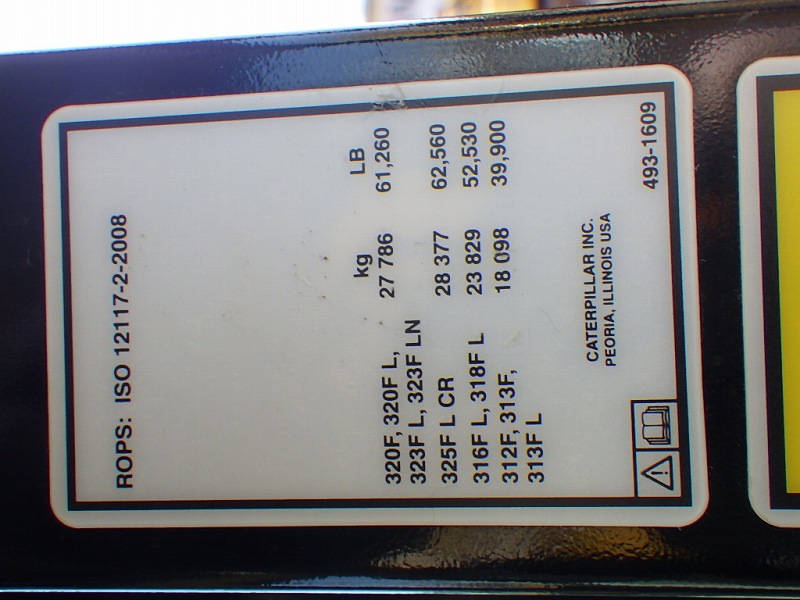 ROPS: ISO 12117-2-2008
kg LB
320F, 320F L, 27 786 61,260
323F L, 323F LN
325F L CR 28 377 62,560
316F L, 318F L 23 829 52,530
312F, 313F, 18 098 39,900
313F L
CATERPILLAR INC.
PEORIA, ILLINOIS USA
493-1609